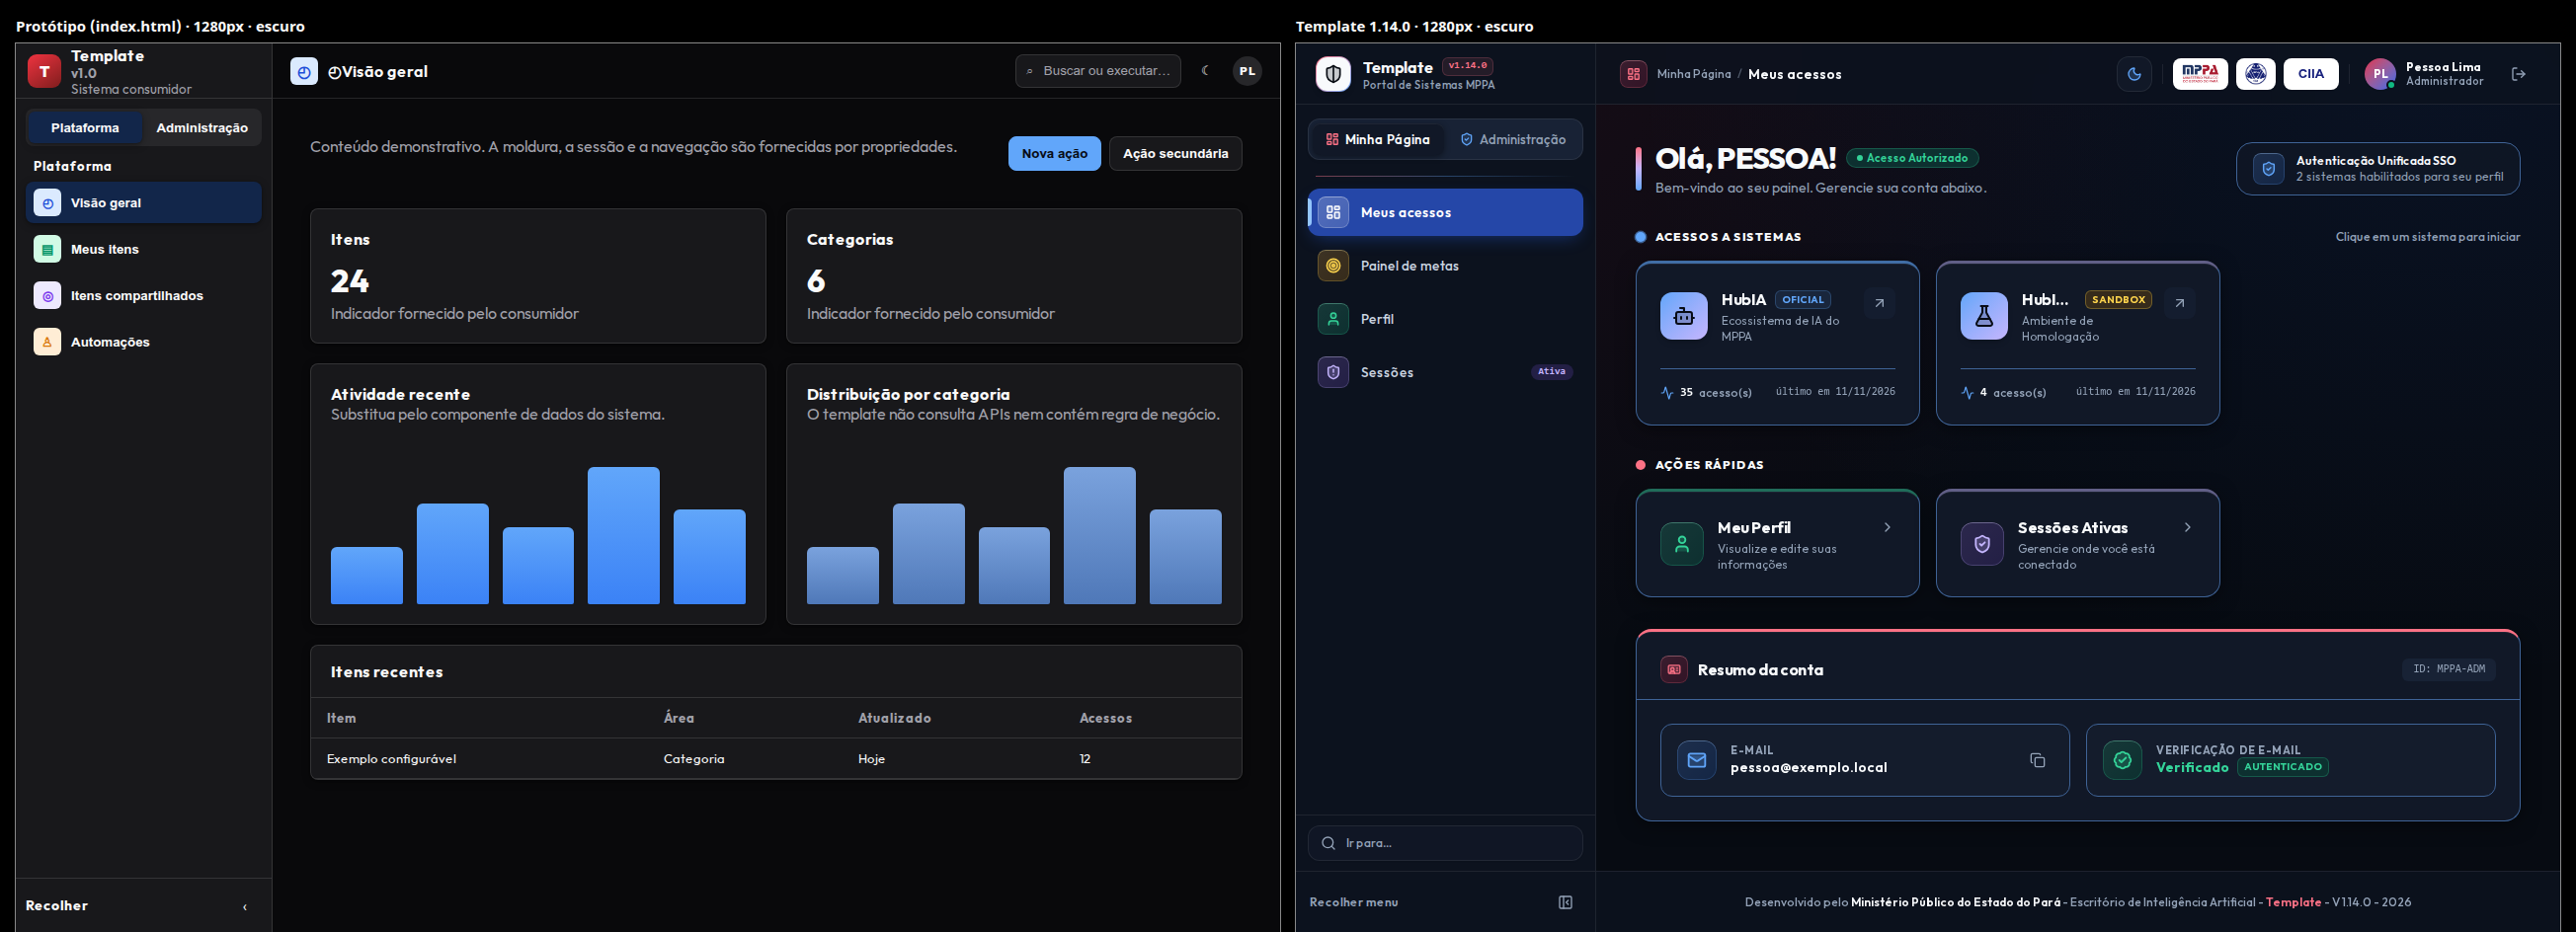 Protótipo (index.html) · 1280px · escuro
T
Template
v1.0
Sistema consumidor
Visão geral
Buscar ou executar...
PL
Plataforma
Administração
Plataforma
Visão geral
Meus itens
Itens compartilhados
Automações
Recolher
Conteúdo demonstrativo. A moldura, a sessão e a navegação são fornecidas por propriedades.
Nova ação
Ação secundária
Itens
24
Indicador fornecido pelo consumidor
Categorias
6
Indicador fornecido pelo consumidor
Atividade recente
Substitua pelo componente de dados do sistema.
Distribuição por categoria
O template não consulta APIs nem contém regra de negócio.
Itens recentes
Item Área Atualizado Acessos
Exemplo configurável Categoria Hoje 12
Template 1.14.0 · 1280px · escuro
Template v1.14.0
Portal de Sistemas MPPA
Minha Página / Meus acessos
MPPA
CIIA
PL
Pessoa Lima
Administrador
Minha Página
Administração
Meus acessos
Painel de metas
Perfil
Sessões Ativa
Ir para...
Recolher menu
Olá, PESSOA! Acesso Autorizado
Bem-vindo ao seu painel. Gerencie sua conta abaixo.
Autenticação Unificada SSO
2 sistemas habilitados para seu perfil
ACESSOS A SISTEMAS
Clique em um sistema para iniciar
HubIA OFICIAL
Ecossistema de IA do
MPPA
35 acesso(s) último em 11/11/2026
HubI... SANDBOX
Ambiente de
Homologação
4 acesso(s) último em 11/11/2026
AÇÕES RÁPIDAS
Meu Perfil
Visualize e edite suas
informações
Sessões Ativas
Gerencie onde você está
conectado
Resumo da conta
ID: MPPA-ADM
E-MAIL
pessoa@exemplo.local
VERIFICAÇÃO DE E-MAIL
Verificado AUTENTICADO
Desenvolvido pelo Ministério Público do Estado do Pará - Escritório de Inteligência Artificial - Template - V 1.14.0 - 2026